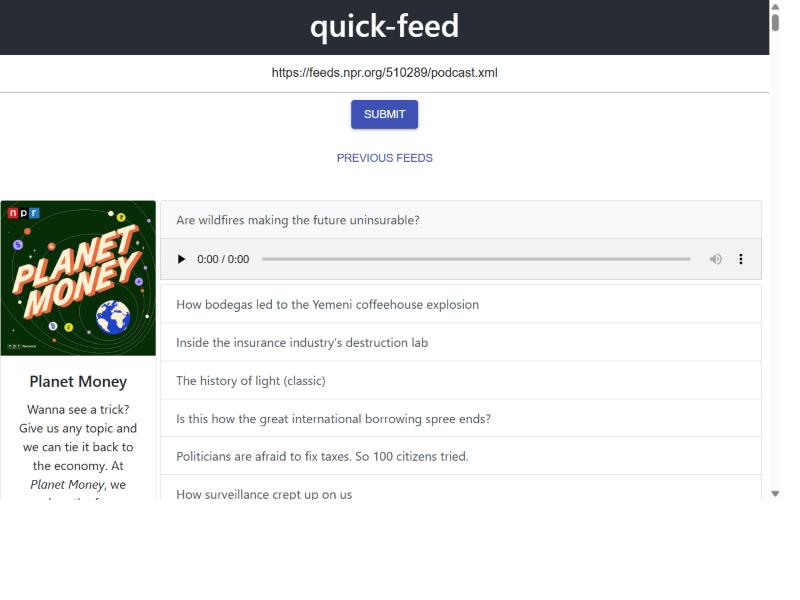 quick-feed
https://feeds.npr.org/510289/podcast.xml
SUBMIT
PREVIOUS FEEDS
npr
PLANET
MONEY
Planet Money
Wanna see a trick?
Give us any topic and
we can tie it back to
the economy. At
Planet Money, we
Are wildfires making the future uninsurable?
0:00 / 0:00
How bodegas led to the Yemeni coffeehouse explosion
Inside the insurance industry's destruction lab
The history of light (classic)
Is this how the great international borrowing spree ends?
Politicians are afraid to fix taxes. So 100 citizens tried.
How surveillance crept up on us